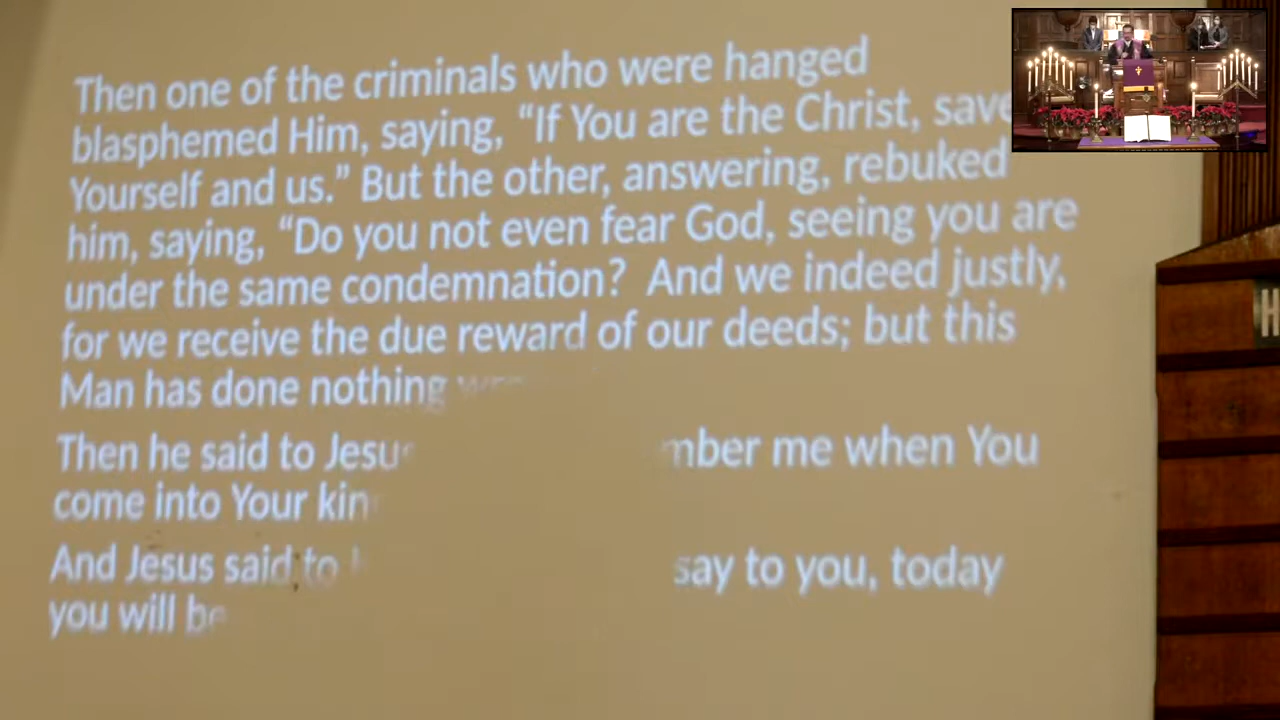 Then one of the criminals who were hanged
blasphemed Him, saying, “If You are the Christ, save
Yourself and us.” But the other, answering, rebuked
him, saying, “Do you not even fear God, seeing you are
under the same condemnation? And we indeed justly,
for we receive the due reward of our deeds; but this
Man has done nothing
Then he said to me when You
come into Your
And Jesus said to say to you, today
you will be
H